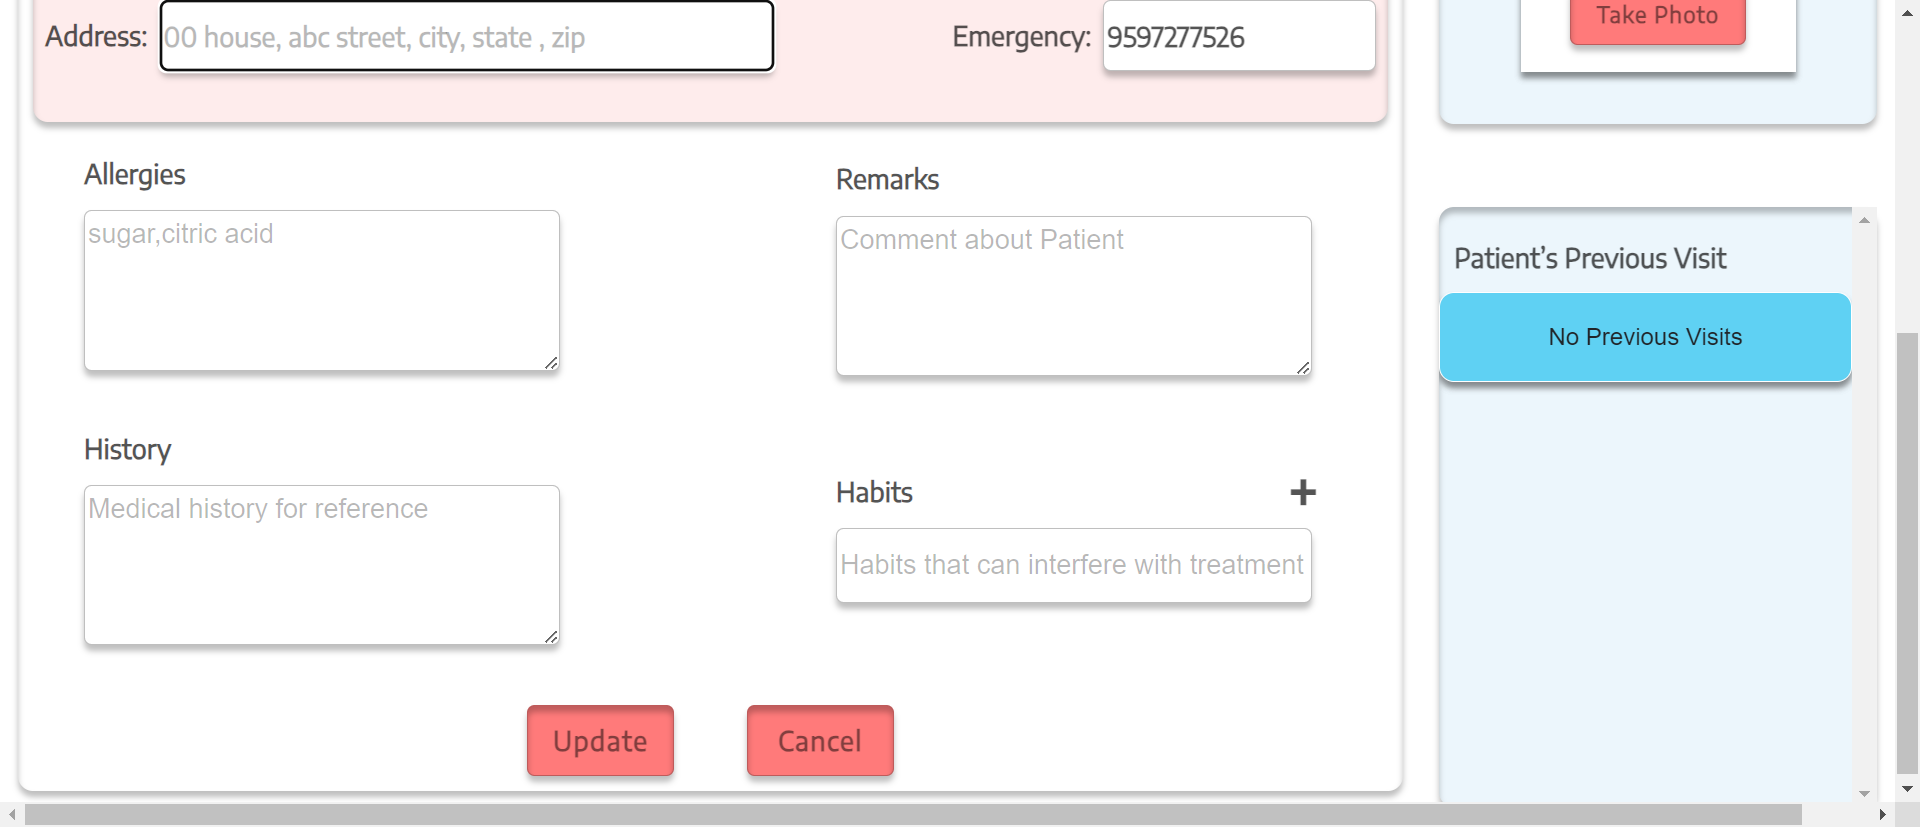 Address: 00 house, abc street, city, state , zip
Emergency: 9597277526
Take Photo
Allergies
sugar,citric acid
Remarks
Comment about Patient
History
Medical history for reference
Habits
Habits that can interfere with treatment
Update
Cancel
Patient’s Previous Visit
No Previous Visits